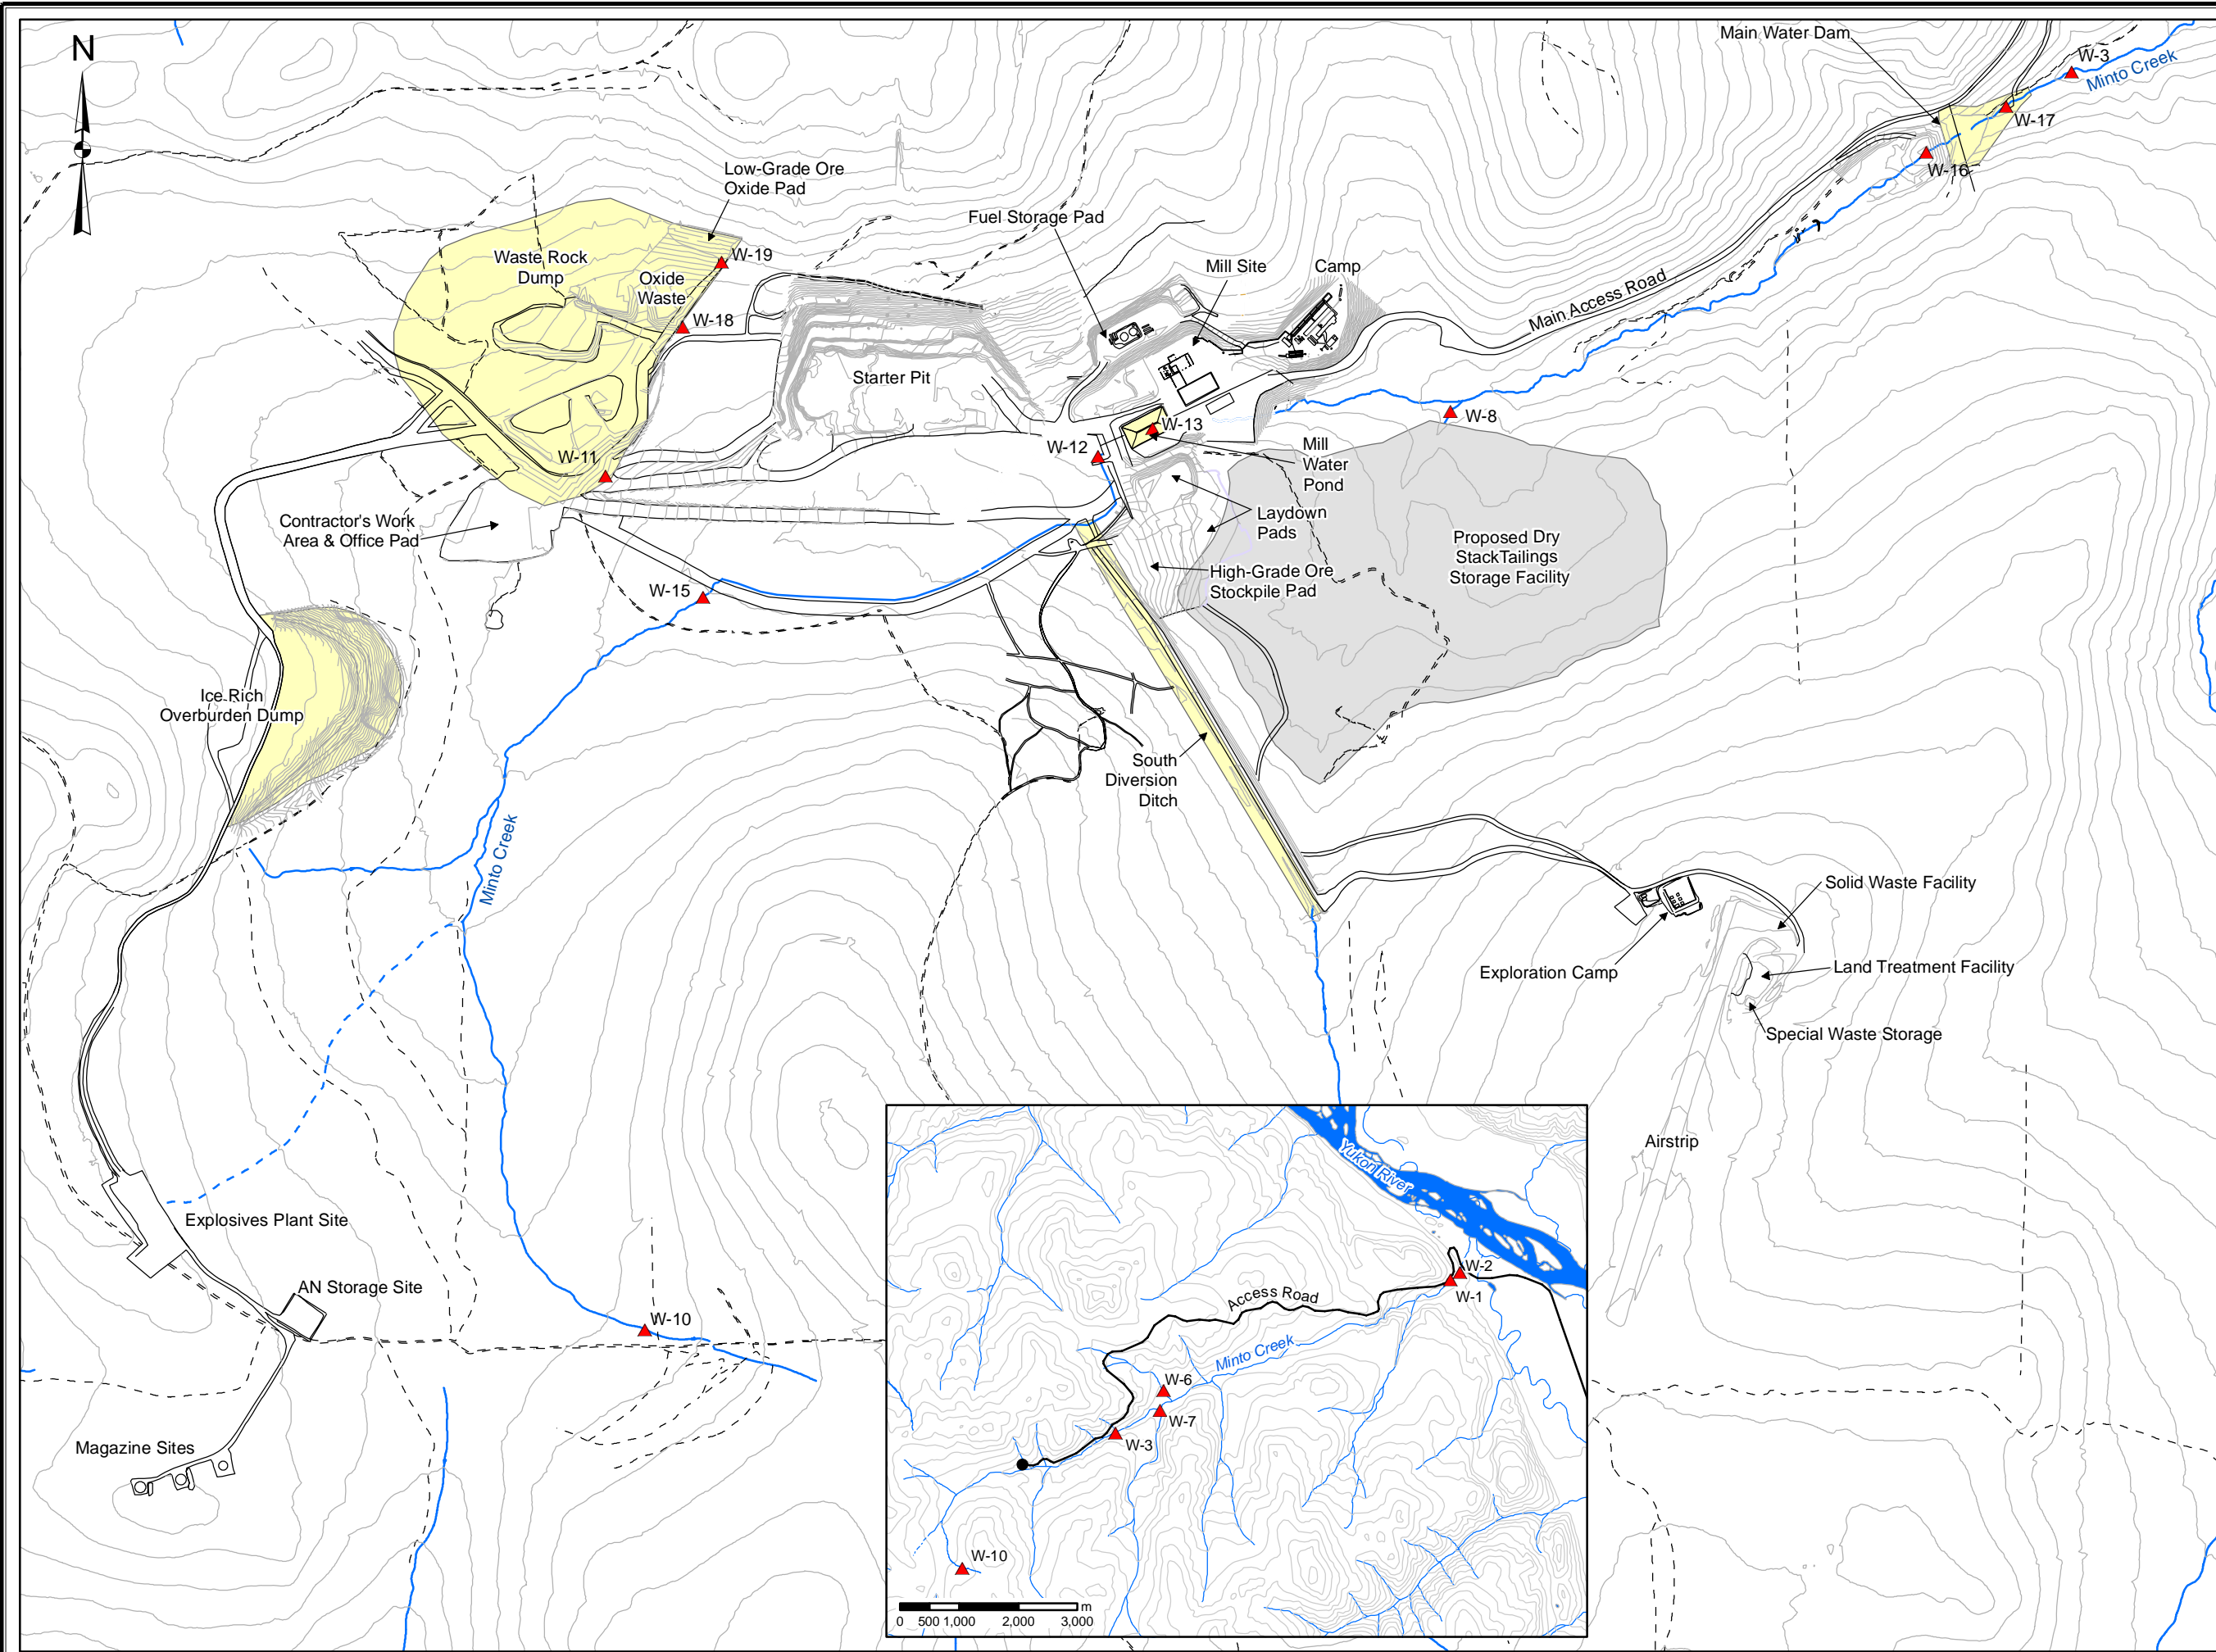 N
Main Water Dam
W-3
Minto Creek
W-17
W-16
Low-Grade Ore
Oxide Pad
Fuel Storage Pad
Waste Rock
Dump
W-19
Oxide
Waste
Mill Site
Camp
Main Access Road
W-18
Starter Pit
W-8
W-13
W-12
Mill
Water
Pond
W-11
Contractor's Work
Area & Office Pad
Laydown
Pads
Proposed Dry
StackTailings
Storage Facility
High-Grade Ore
Stockpile Pad
W-15
Ice Rich
Overburden Dump
South
Diversion
Ditch
Minto Creek
Solid Waste Facility
Exploration Camp
Land Treatment Facility
Special Waste Storage
Airstrip
Explosives Plant Site
AN Storage Site
W-10
Magazine Sites
Yukon River
W-2
W-1
Access Road
Minto Creek
W-6
W-7
W-3
W-10
m
0 500 1,000 2,000 3,000